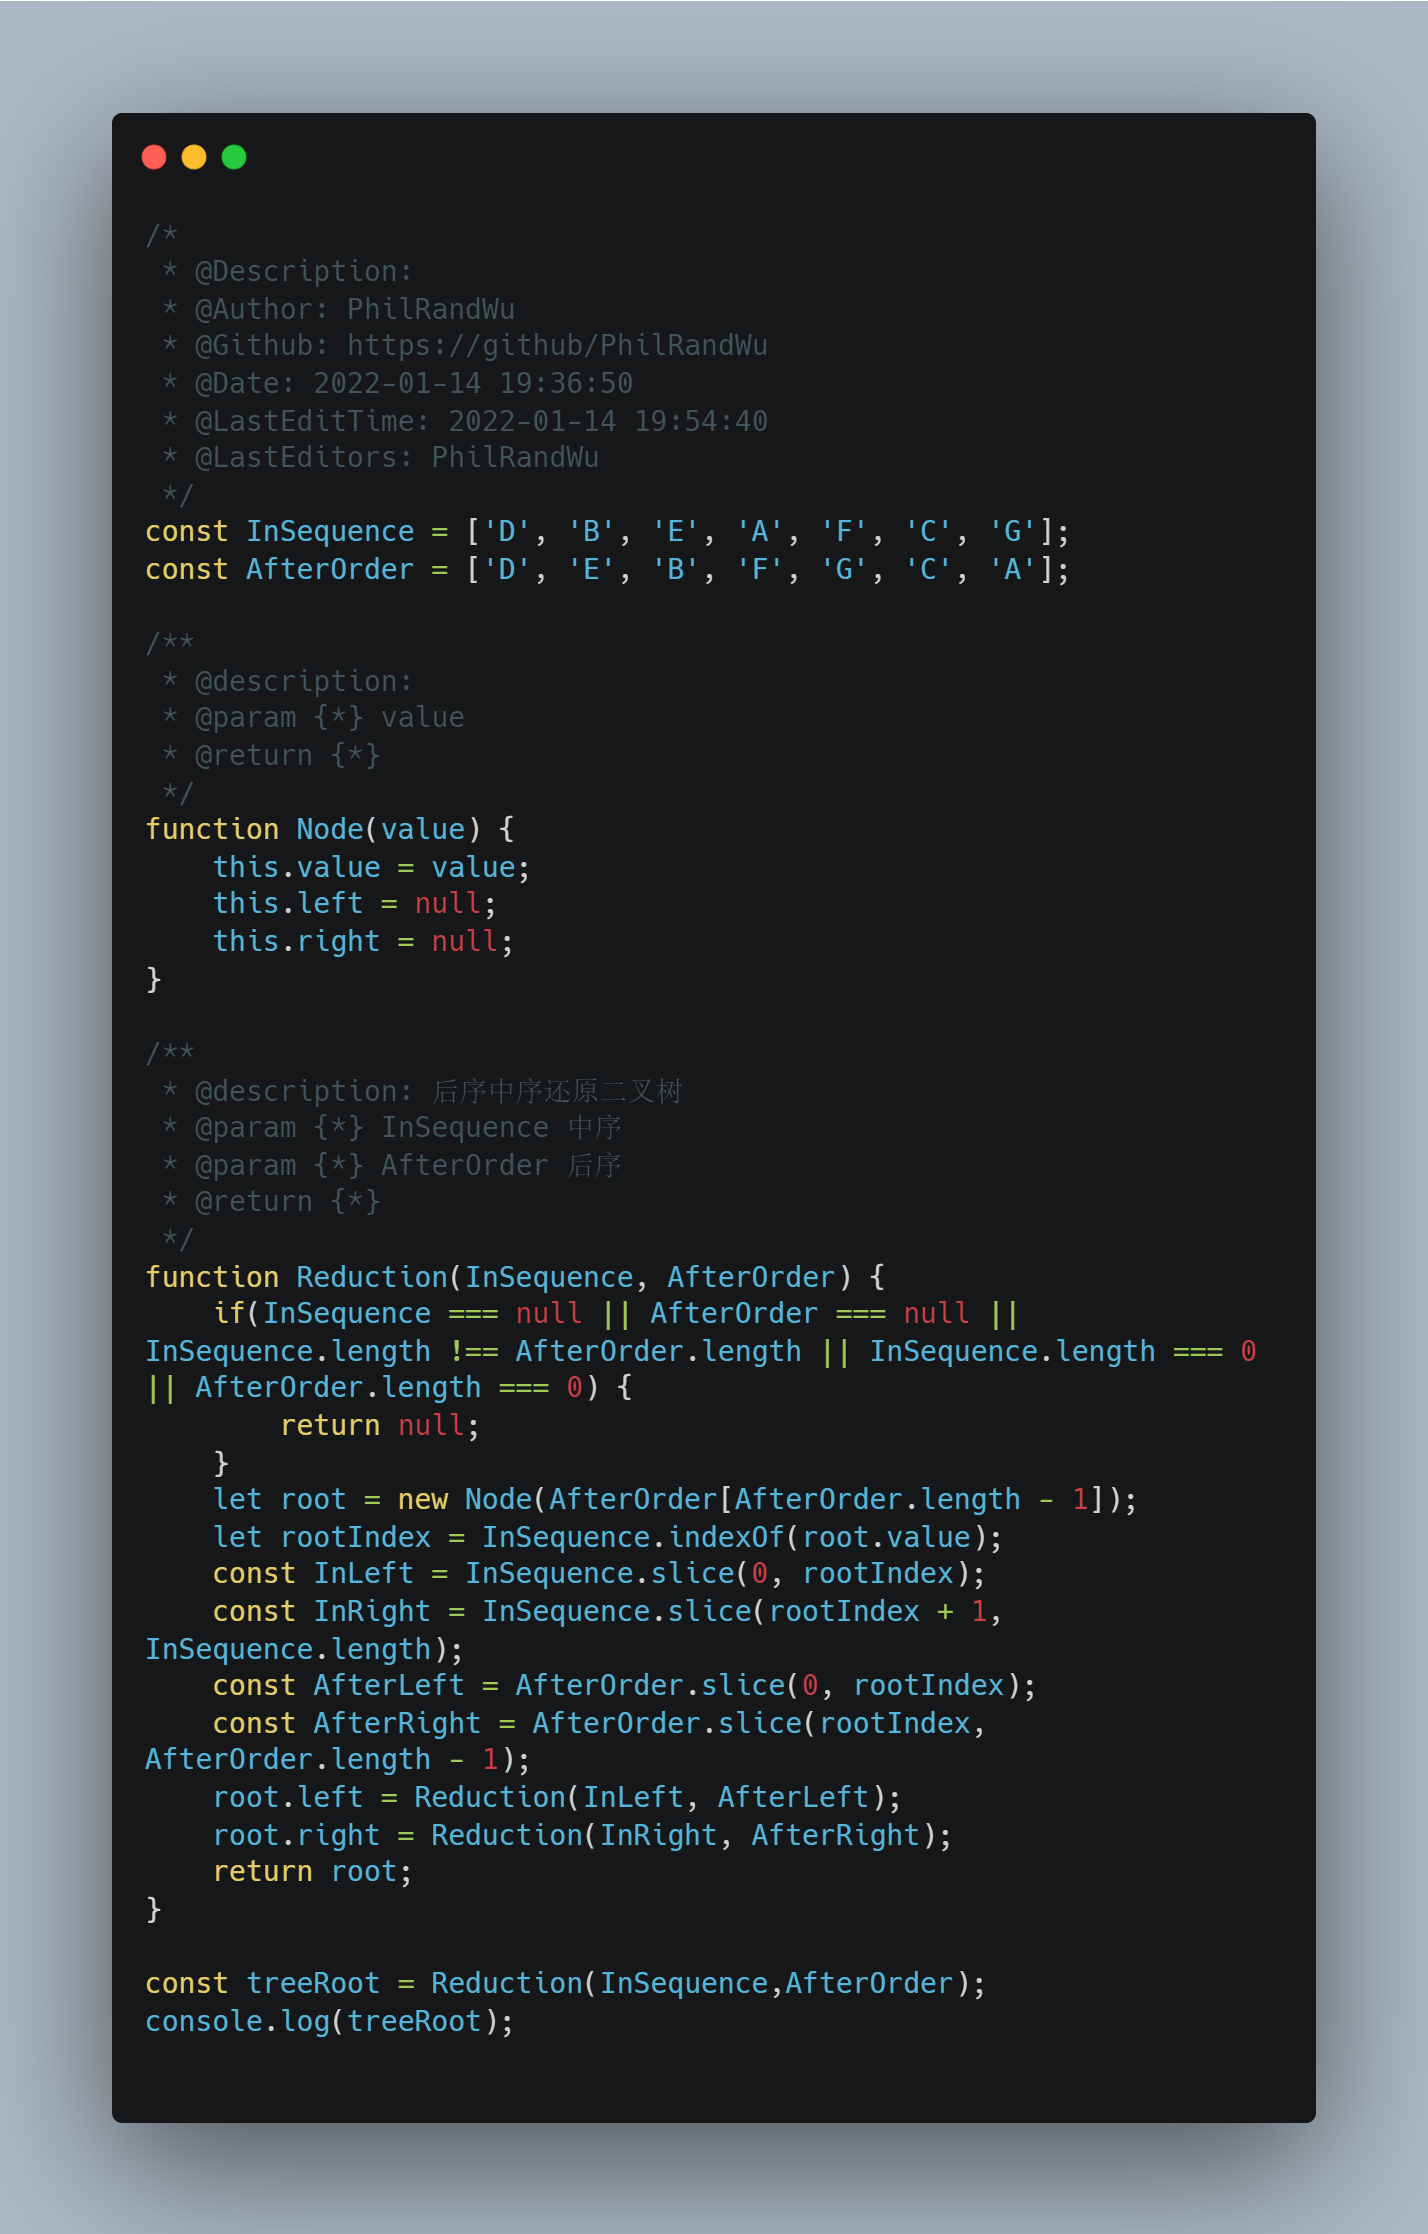 /*
 * @Description:
 * @Author: PhilRandWu
 * @Github: https://github/PhilRandWu
 * @Date: 2022-01-14 19:36:50
 * @LastEditTime: 2022-01-14 19:54:40
 * @LastEditors: PhilRandWu
 */
const InSequence = ['D', 'B', 'E', 'A', 'F', 'C', 'G'];
const AfterOrder = ['D', 'E', 'B', 'F', 'G', 'C', 'A'];

/**
 * @description:
 * @param {*} value
 * @return {*}
 */
function Node(value) {
    this.value = value;
    this.left = null;
    this.right = null;
}

/**
 * @description: 后序中序还原二叉树
 * @param {*} InSequence 中序
 * @param {*} AfterOrder 后序
 * @return {*}
 */
function Reduction(InSequence, AfterOrder) {
    if(InSequence === null || AfterOrder === null ||
InSequence.length !== AfterOrder.length || InSequence.length === 0
|| AfterOrder.length === 0) {
        return null;
    }
    let root = new Node(AfterOrder[AfterOrder.length - 1]);
    let rootIndex = InSequence.indexOf(root.value);
    const InLeft = InSequence.slice(0, rootIndex);
    const InRight = InSequence.slice(rootIndex + 1,
InSequence.length);
    const AfterLeft = AfterOrder.slice(0, rootIndex);
    const AfterRight = AfterOrder.slice(rootIndex,
AfterOrder.length - 1);
    root.left = Reduction(InLeft, AfterLeft);
    root.right = Reduction(InRight, AfterRight);
    return root;
}

const treeRoot = Reduction(InSequence,AfterOrder);
console.log(treeRoot);